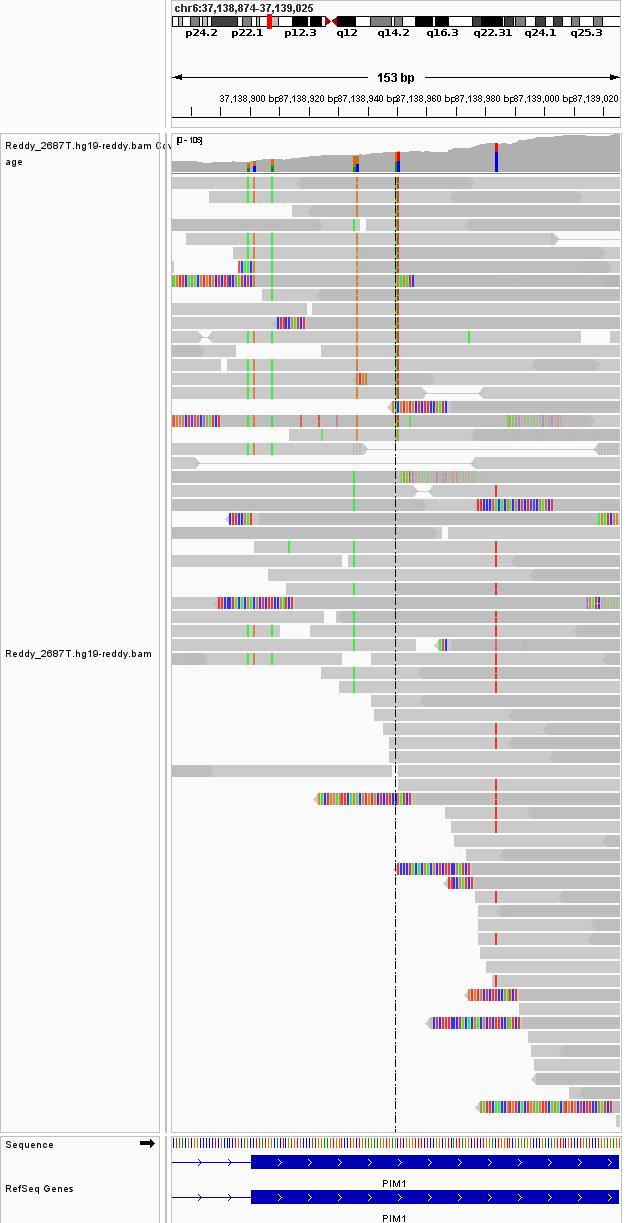 chr6:37,138,874-37,139,025
p24.2 p22.1 p12.3 q12 q14.2 q16.3 q22.31 q24.1 q25.3
153 bp
37,138,900 bp 37,138,920 bp 37,138,940 bp 37,138,960 bp 37,138,980 bp 37,139,000 bp 37,139,020
Reddy_2687T.hg19-reddy.bam Cov
age
[0 - 106]
Reddy_2687T.hg19-reddy.bam
Sequence
PIM1
RefSeq Genes
PIM1